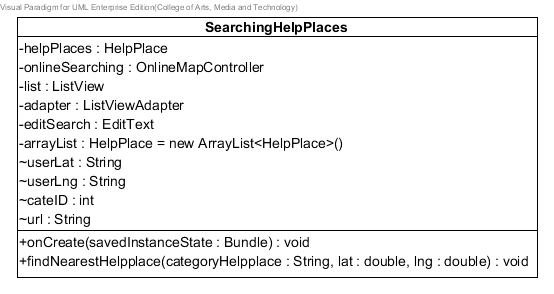 Visual Paradigm for UML Enterprise Edition(College of Arts, Media and Technology)
SearchingHelpPlaces
-helpPlaces : HelpPlace
-onlineSearching : OnlineMapController
-list : ListView
-adapter : ListViewAdapter
-editSearch : EditText
-arrayList : HelpPlace = new ArrayList<HelpPlace>()
~userLat : String
~userLng : String
~cateID : int
~url : String
+onCreate(savedInstanceState : Bundle) : void
+findNearestHelpplace(categoryHelpplace : String, lat : double, lng : double) : void